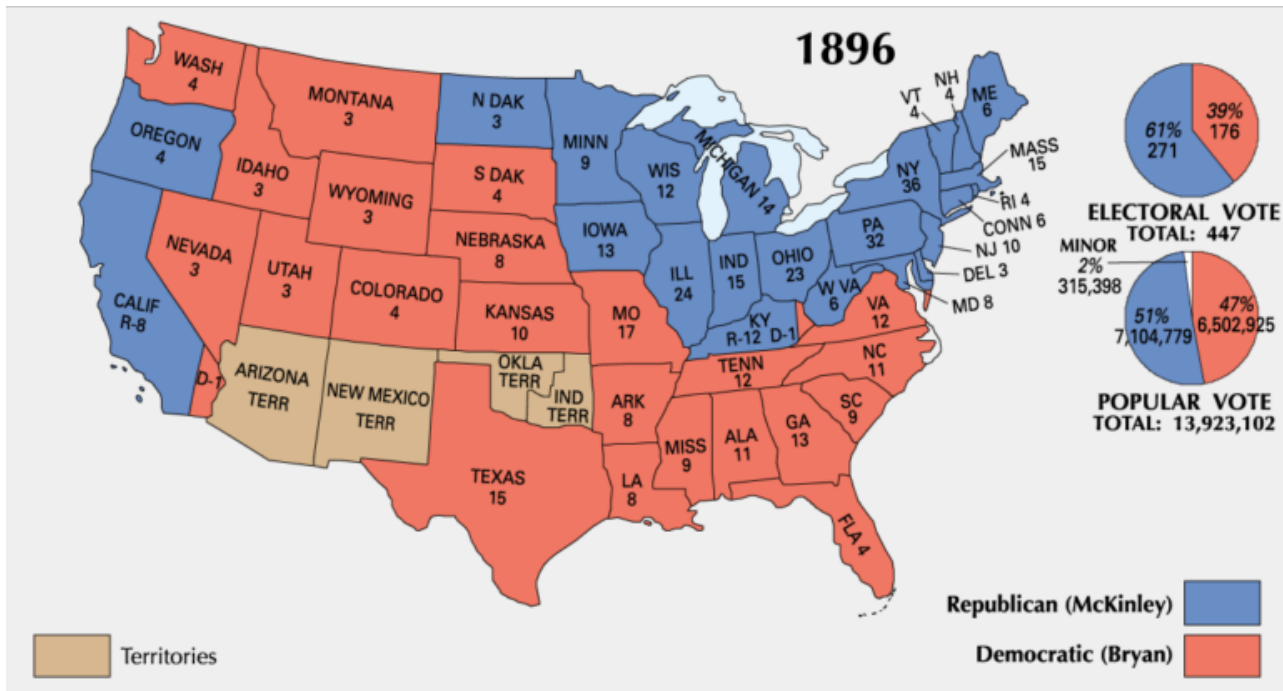 1896
WASH
4
MONTANA
3
N DAK
3
MINN
9
OREGON
4
IDAHO
3
WYOMING
3
S DAK
4
WIS
12
MICHIGAN 14
VT
4
NH
4
ME
6
MASS
15
NY
36
RI 4
CONN 6
NJ 10
PA
32
DEL 3
MD 8
NEVADA
3
UTAH
3
COLORADO
4
NEBRASKA
8
IOWA
13
ILL
24
IND
15
OHIO
23
W VA
6
VA
12
CALIF
R-8
D-1
KANSAS
10
MO
17
KY
R-12 D-1
TENN
12
NC
11
SC
9
ARIZONA
TERR
NEW MEXICO
TERR
OKLA
TERR
IND
TERR
ARK
8
MISS
9
ALA
11
GA
13
TEXAS
15
LA
8
FLA 4
61%
271
39%
176
ELECTORAL VOTE
TOTAL: 447
MINOR
2%
315,398
51%
7,104,779
47%
6,502,925
POPULAR VOTE
TOTAL: 13,923,102
Republican (McKinley)
Democratic (Bryan)
Territories